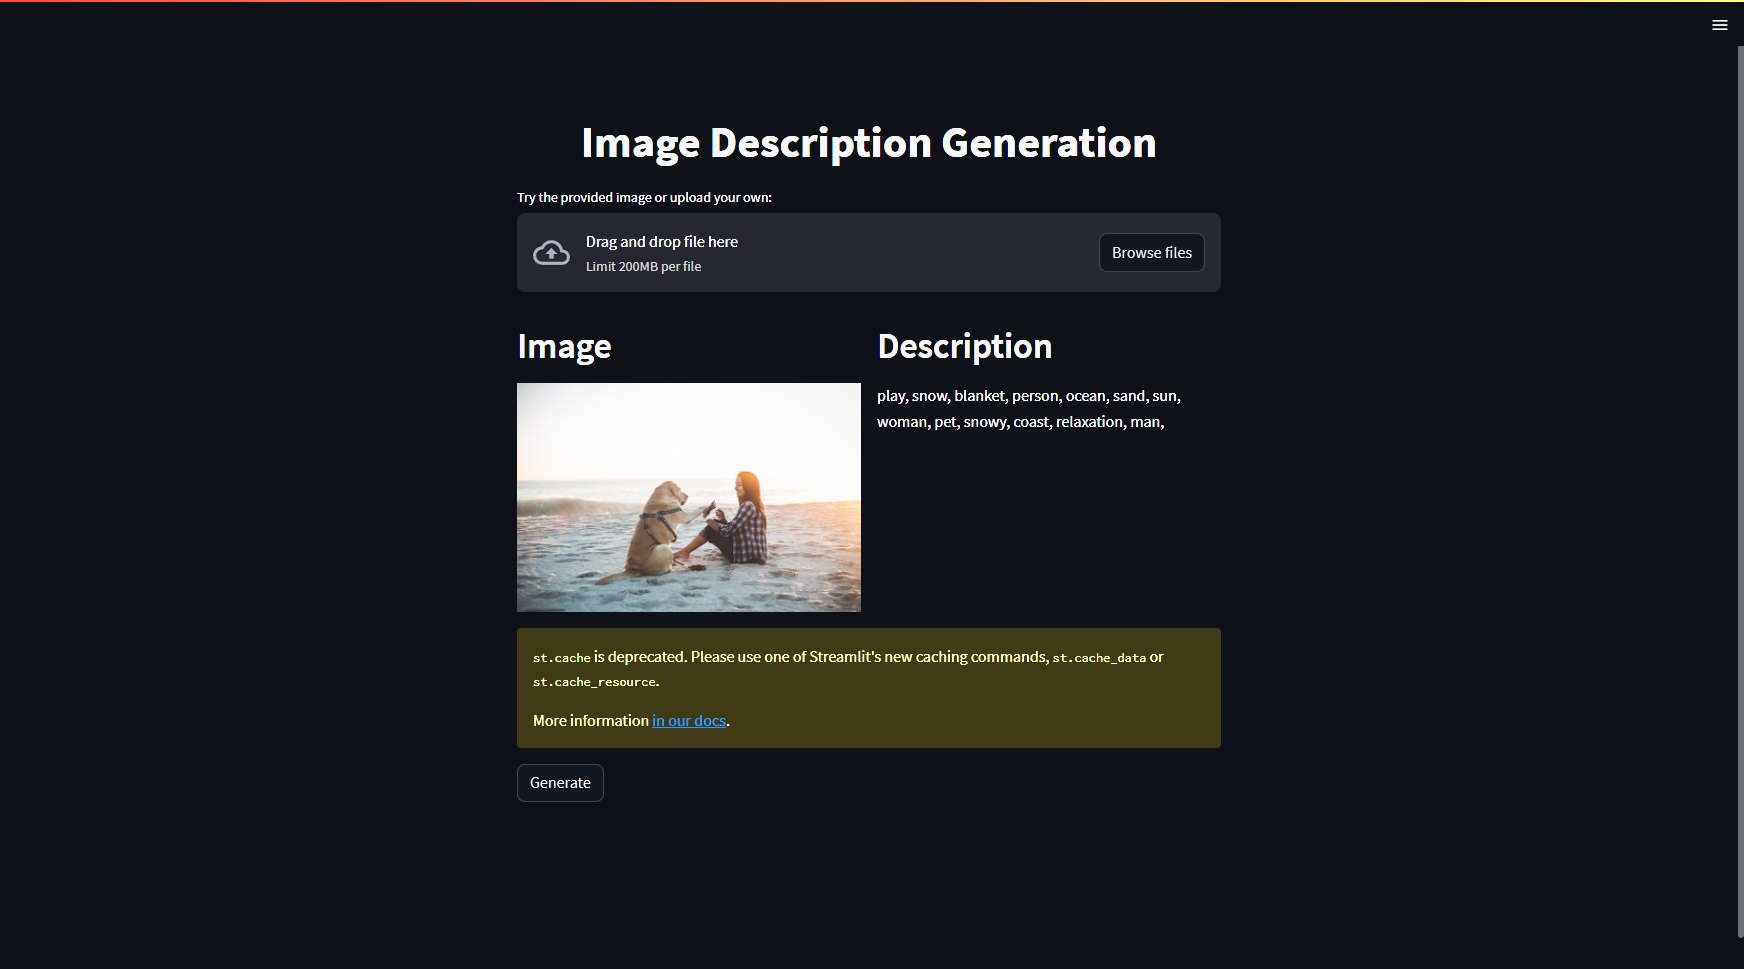 Image Description Generation
Try the provided image or upload your own:
Drag and drop file here
Limit 200MB per file
Browse files
Image
Description
play, snow, blanket, person, ocean, sand, sun,
woman, pet, snowy, coast, relaxation, man,
st.cache is deprecated. Please use one of Streamlit's new caching commands, st.cache_data or
st.cache_resource.
More information in our docs.
Generate